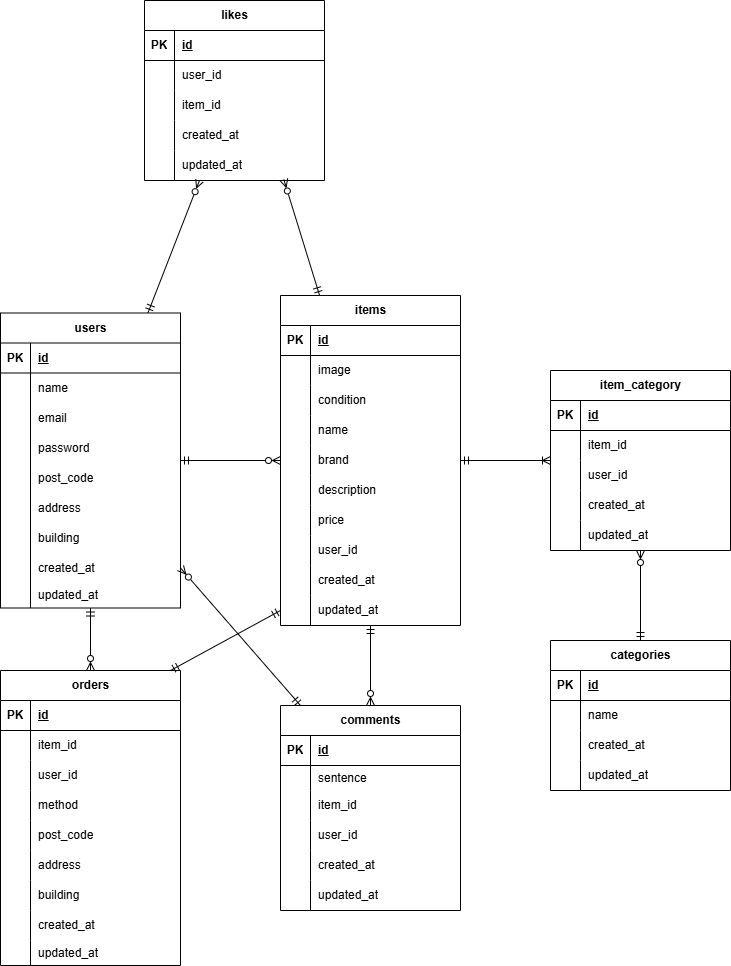 likes
PK id
user_id
item_id
created_at
updated_at
users
PK id
name
email
password
post_code
address
building
created_at
updated_at
items
PK id
image
condition
name
brand
description
price
user_id
created_at
updated_at
item_category
PK id
item_id
user_id
created_at
updated_at
orders
PK id
item_id
user_id
method
post_code
address
building
created_at
updated_at
comments
PK id
sentence
item_id
user_id
created_at
updated_at
categories
PK id
name
created_at
updated_at